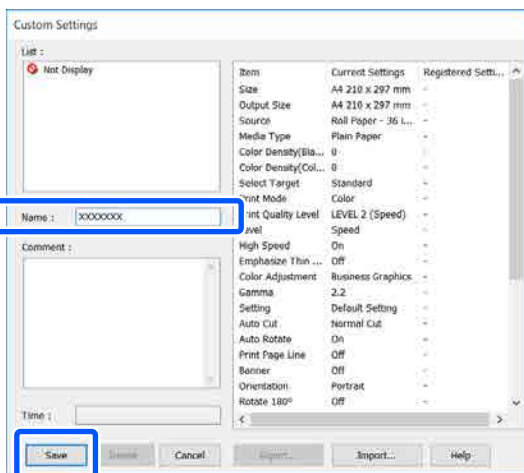 Custom Settings
List :
Not Display
Item Current Settings Registered Setti...
Size A4 210 x 297 mm -
Output Size A4 210 x 297 mm -
Source Roll Paper - 36 i... -
Media Type Plain Paper -
Color Density(Bla... 0 -
Color Density(Col... 0 -
Select Target Standard -
Print Mode Color -
Name : XXXXXXX
Print Quality Level LEVEL 2 (Speed) -
Level Speed -
Comment :
High Speed On -
Emphasize Thin ... Off -
Color Adjustment Business Graphics -
Gamma 2.2 -
Setting Default Setting -
Auto Cut Normal Cut -
Auto Rotate On -
Print Page Line Off -
Banner Off -
Orientation Portrait -
Rotate 180° Off -
Time :
Save Delete Cancel Export... Import... Help